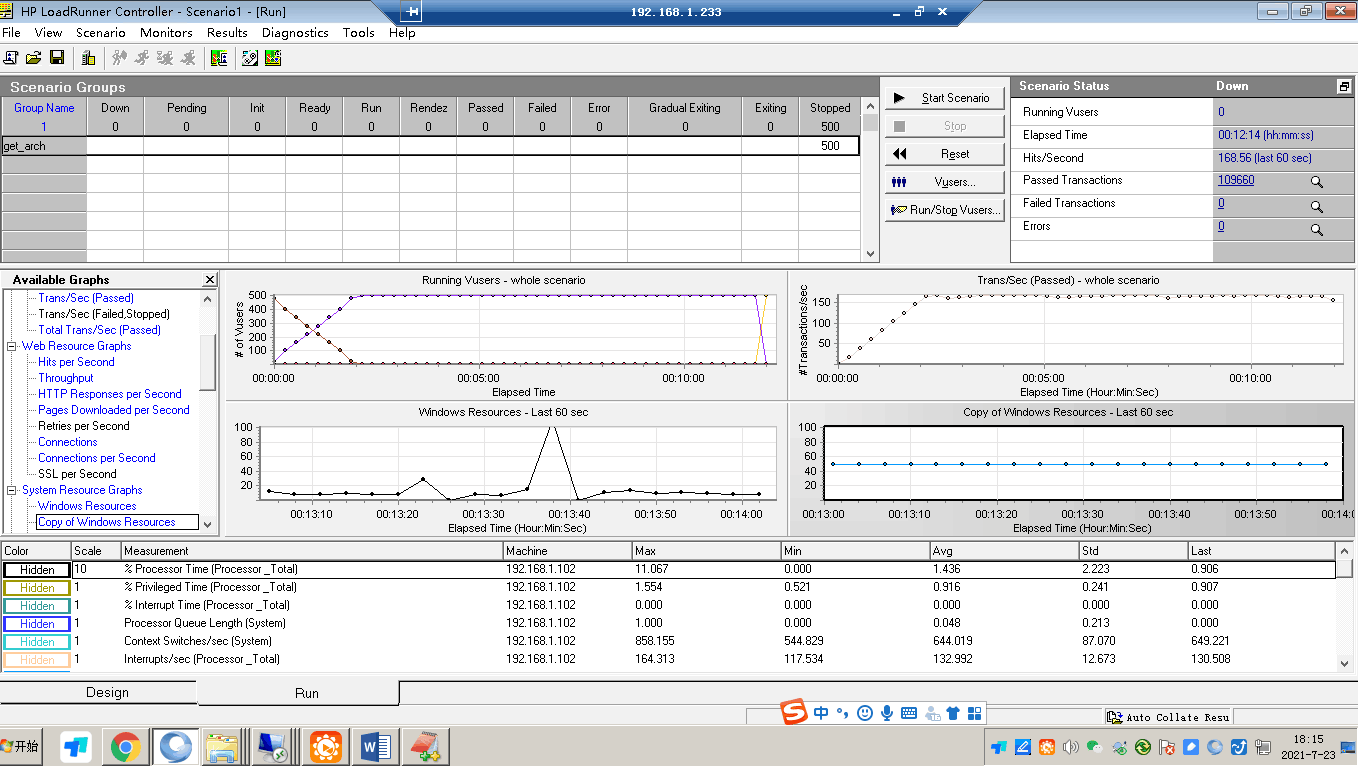 HP LoadRunner Controller - Scenario1 - [Run]
192.168.1.233
File View Scenario Monitors Results Diagnostics Tools Help
Scenario Groups
Group Name Down Pending Init Ready Run Rendez Passed Failed Error Gradual Exiting Exiting Stopped
1 0 0 0 0 0 0 0 0 0 0 0 500
get_arch 500
Start Scenario
Stop
Reset
Vusers...
Run/Stop Vusers...
Scenario Status Down
Running Vusers 0
Elapsed Time 00:12:14 (hh:mm:ss)
Hits/Second 168.56 (last 60 sec)
Passed Transactions 109660
Failed Transactions 0
Errors 0
Available Graphs
Trans/Sec (Passed)
Trans/Sec (Failed,Stopped)
Total Trans/Sec (Passed)
Web Resource Graphs
Hits per Second
Throughput
HTTP Responses per Second
Pages Downloaded per Second
Retries per Second
Connections
Connections per Second
SSL per Second
System Resource Graphs
Windows Resources
Copy of Windows Resources
Running Vusers - whole scenario
# of Vusers
500
400
300
200
100
00:00:00 00:05:00 00:10:00
Elapsed Time
Trans/Sec (Passed) - whole scenario
#Transactions/sec
150
100
50
00:00:00 00:05:00 00:10:00
Elapsed Time (Hour:Min:Sec)
Windows Resources - Last 60 sec
100
80
60
40
20
00:13:10 00:13:20 00:13:30 00:13:40 00:13:50 00:14:00
Elapsed Time (Hour:Min:Sec)
Copy of Windows Resources - Last 60 sec
100
80
60
40
20
00:13:00 00:13:10 00:13:20 00:13:30 00:13:40 00:13:50 00:14:0
Elapsed Time (Hour:Min:Sec)
Color Scale Measurement Machine Max Min Avg Std Last
Hidden 10 % Processor Time (Processor _Total) 192.168.1.102 11.067 0.000 1.436 2.223 0.906
Hidden 1 % Privileged Time (Processor _Total) 192.168.1.102 1.554 0.521 0.916 0.241 0.907
Hidden 1 % Interrupt Time (Processor _Total) 192.168.1.102 0.000 0.000 0.000 0.000 0.000
Hidden 1 Processor Queue Length (System) 192.168.1.102 1.000 0.000 0.048 0.213 0.000
Hidden 1 Context Switches/sec (System) 192.168.1.102 858.155 544.829 644.019 87.070 649.221
Hidden 1 Interrupts/sec (Processor _Total) 192.168.1.102 164.313 117.534 132.992 12.673 130.508
Design Run
中
Auto Collate Resu
开始
18:15
2021-7-23